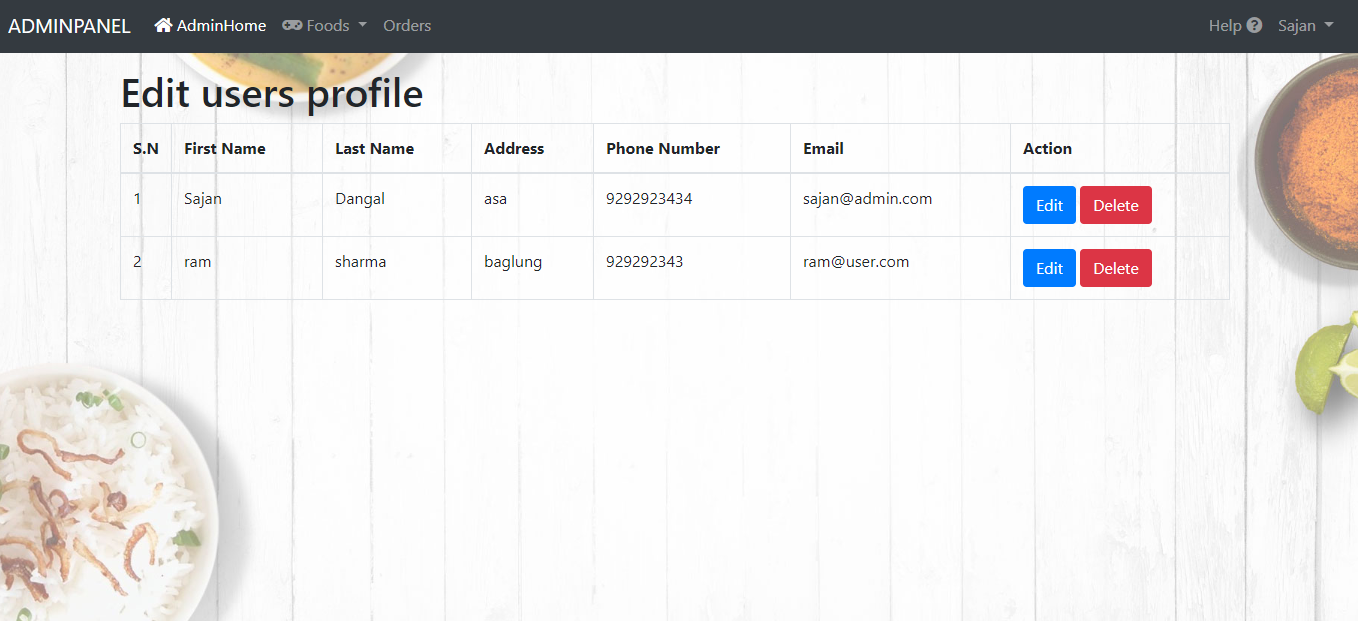 ADMINPANEL AdminHome Foods Orders Help Sajan
Edit users profile
S.N First Name Last Name Address Phone Number Email Action
1 Sajan Dangal asa 9292923434 sajan@admin.com Edit Delete
2 ram sharma baglung 929292343 ram@user.com Edit Delete